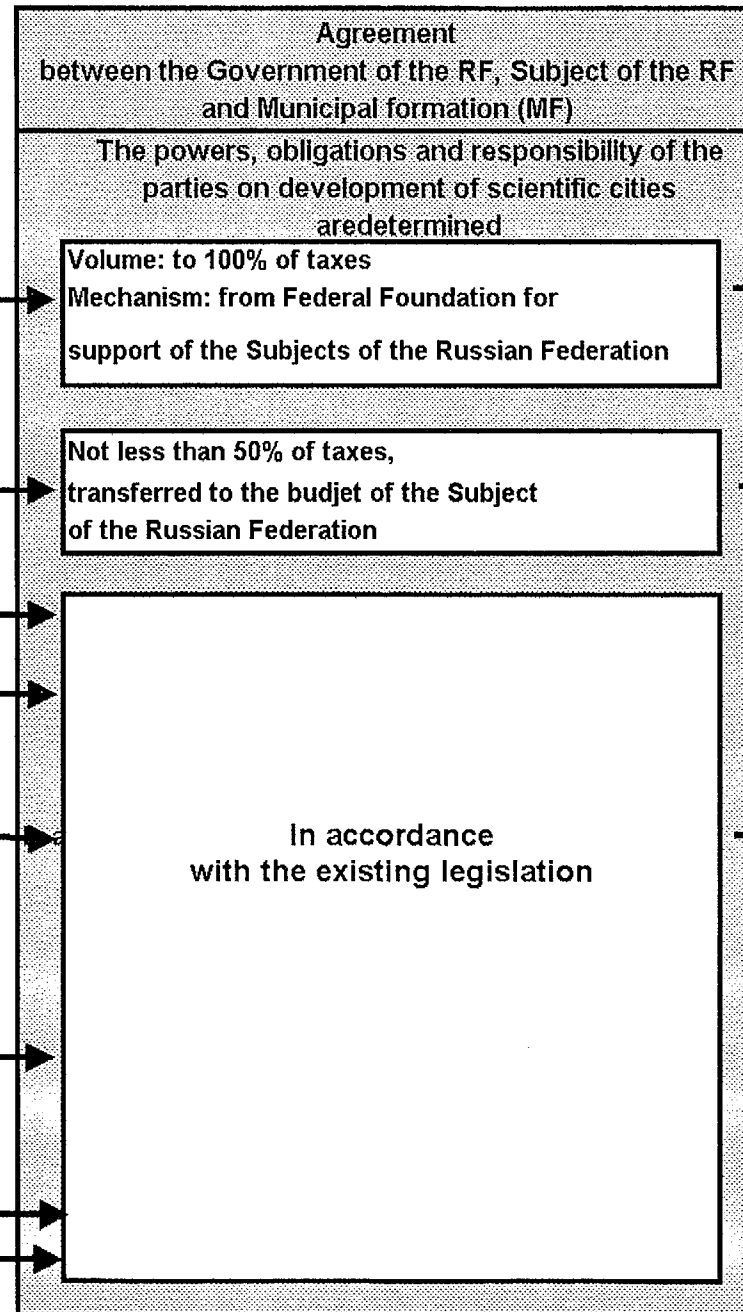 Agreement
between the Government of the RF, Subject of the RF
and Municipal formation (MF)
The powers, obligations and responsibility of the
parties on development of scientific cities
aredetermined
Volume: to 100% of taxes
Mechanism: from Federal Foundation for
support of the Subjects of the Russian Federation
Not less than 50% of taxes,
transferred to the budjet of the Subject
of the Russian Federation
In accordance
with the existing legislation